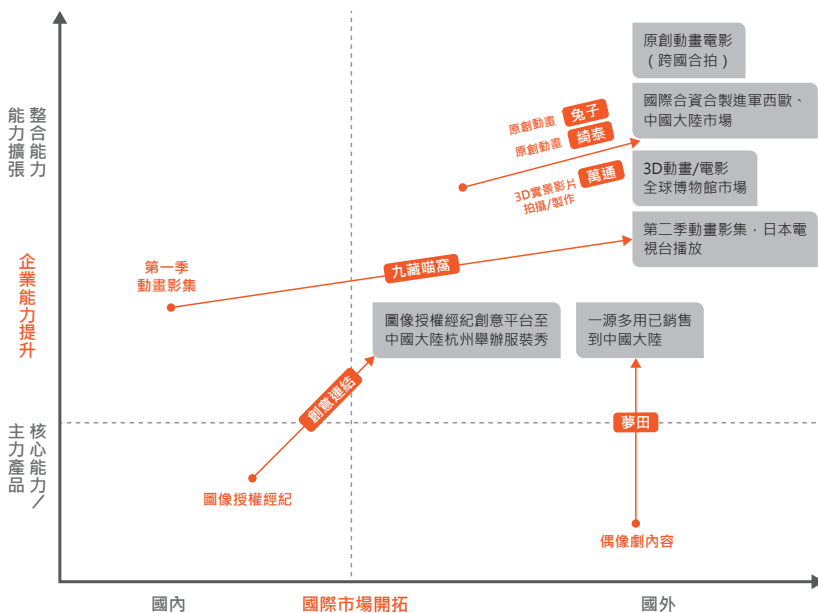 原創動畫電影
(跨國合拍)
國際合資合製進軍西歐、
中國大陸市場
3D動畫/電影
全球博物館市場
第二季動畫影集，日本電
視台播放
原創動畫 兔子
原創動畫 綺泰
3D實景影片
拍攝/製作
萬通
九藏喵窩
第一季
動畫影集
圖像授權經紀創意平台至
中國大陸杭州舉辦服裝秀
一源多用已銷售
到中國大陸
創意連結
夢田
圖像授權經紀
偶像劇內容
整合能力
能力擴張
企業能力提升
核心能力/
主力產品
國內
國際市場開拓
國外